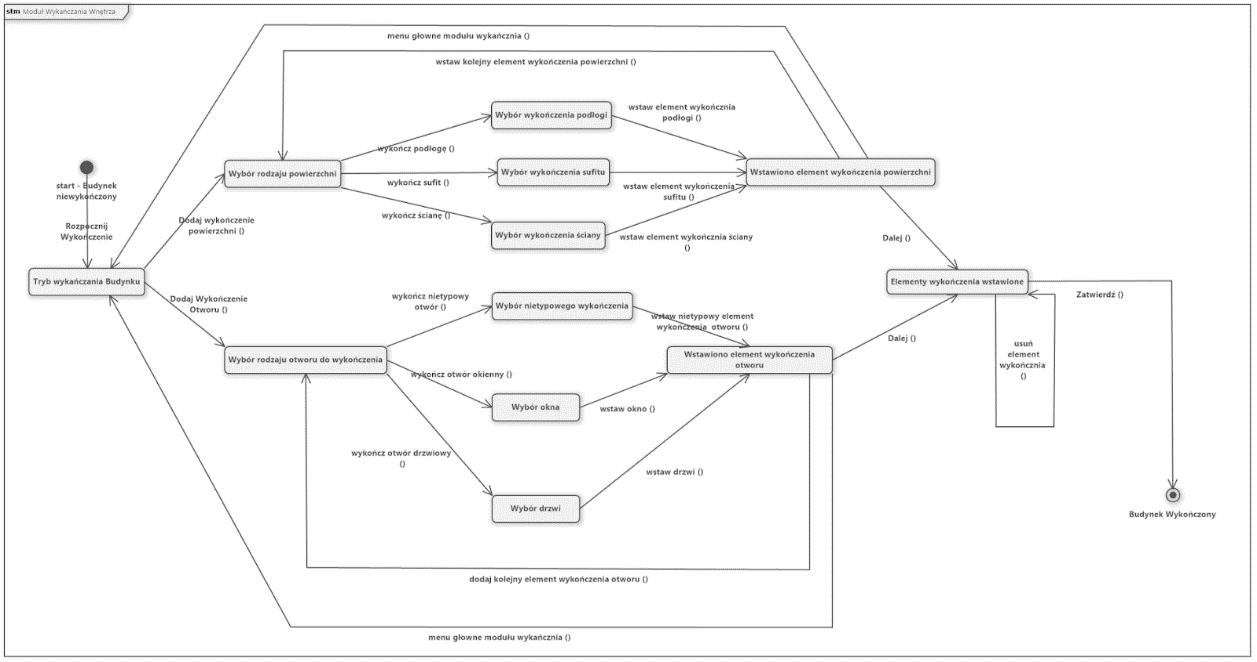 stm Moduł Wykańczania Wnętrza
menu głowne modułu wykańcznia ()
wstaw kolejny element wykończenia powierzchni ()
Wybór wykończenia podłogi
wstaw element wykończnia
podłogi ()
wykończ podłogę ()
start - Budynek
niewykończony
Wybór rodzaju powierzchni
Wybór wykończenia sufitu
Wstawiono element wykończenia powierzchni
wykończ sufit ()
wstaw element wykończenia
sufitu ()
wykończ ścianę ()
Dodaj wykończenie
powierzchni ()
Rozpocznij
Wykończenie
Wybór wykończenia ściany
wstaw element wykończnia ściany
()
Dalej ()
Tryb wykańczania Budynku
Elementy wykończenia wstawione
Zatwierdź ()
Dodaj Wykończenie
Otworu ()
wykończ nietypowy
otwór ()
Wybór nietypowego wykończenia
wstaw nietypowy element
wykończenia otworu ()
Dalej ()
usuń
element
wykończnia
()
Wybór rodzaju otworu do wykończenia
Wstawiono element wykończenia
otworu
wykończ otwór okienny ()
Wybór okna
wstaw okno ()
wykończ otwór drzwiowy
()
wstaw drzwi ()
Wybór drzwi
Budynek Wykończony
dodaj kolejny element wykończenia otworu ()
menu głowne modułu wykańcznia ()